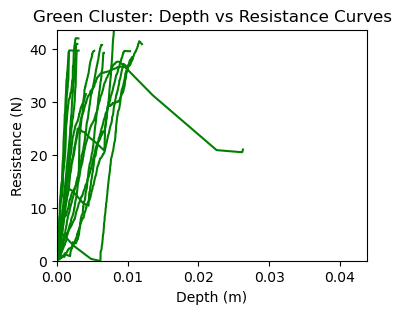 Green Cluster: Depth vs Resistance Curves
Resistance (N)
40
30
20
10
0
0.00 0.01 0.02 0.03 0.04
Depth (m)